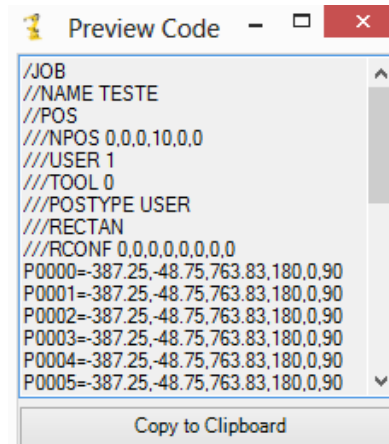 Preview Code
/JOB
//NAME TESTE
//POS
///NPOS 0,0,0,10,0,0
///USER 1
///TOOL 0
///POSTYPE USER
///RECTAN
///RCONF 0,0,0,0,0,0,0,0
P0000=-387.25,-48.75,763.83,180,0,90
P0001=-387.25,-48.75,763.83,180,0,90
P0002=-387.25,-48.75,763.83,180,0,90
P0003=-387.25,-48.75,763.83,180,0,90
P0004=-387.25,-48.75,763.83,180,0,90
P0005=-387.25,-48.75,763.83,180,0,90
Copy to Clipboard